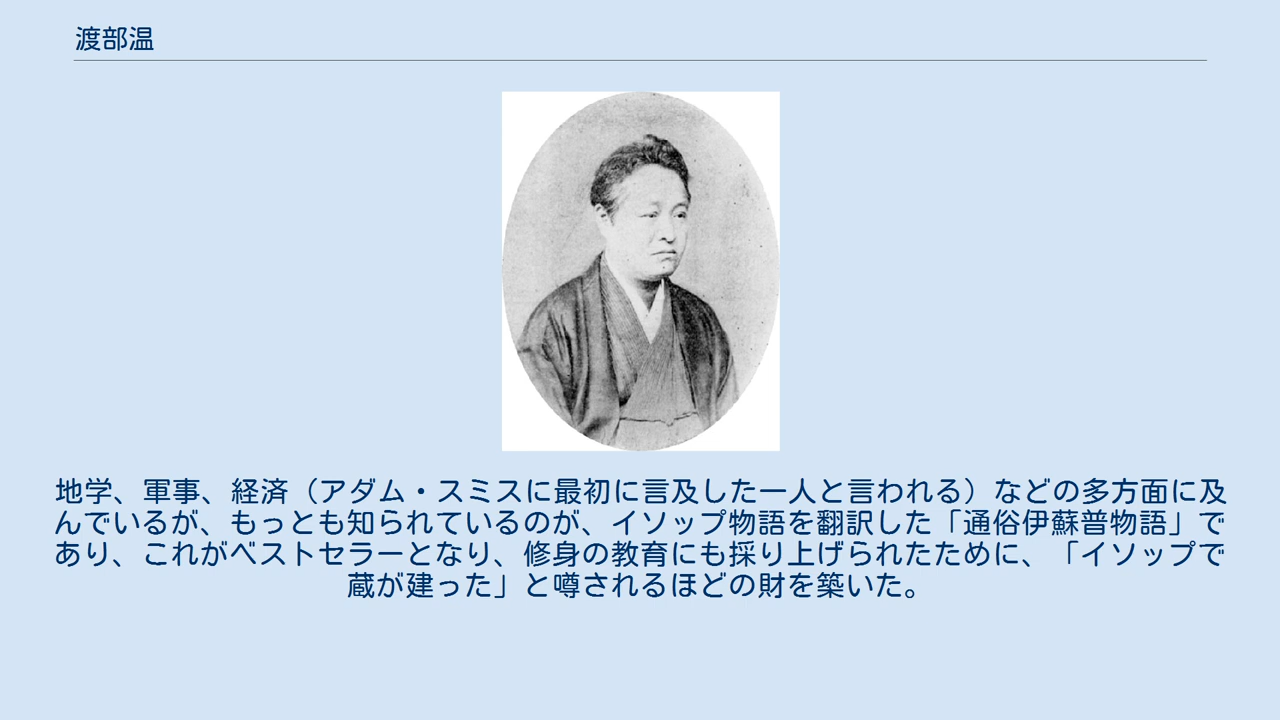 渡部温
地学、軍事、経済（アダム・スミスに最初に言及した一人と言われる）などの多方面に及
んでいるが、もっとも知られているのが、イソップ物語を翻訳した「通俗伊蘇普物語」で
あり、これがベストセラーとなり、修身の教育にも採り上げられたために、「イソップで
蔵が建った」と噂されるほどの財を築いた。